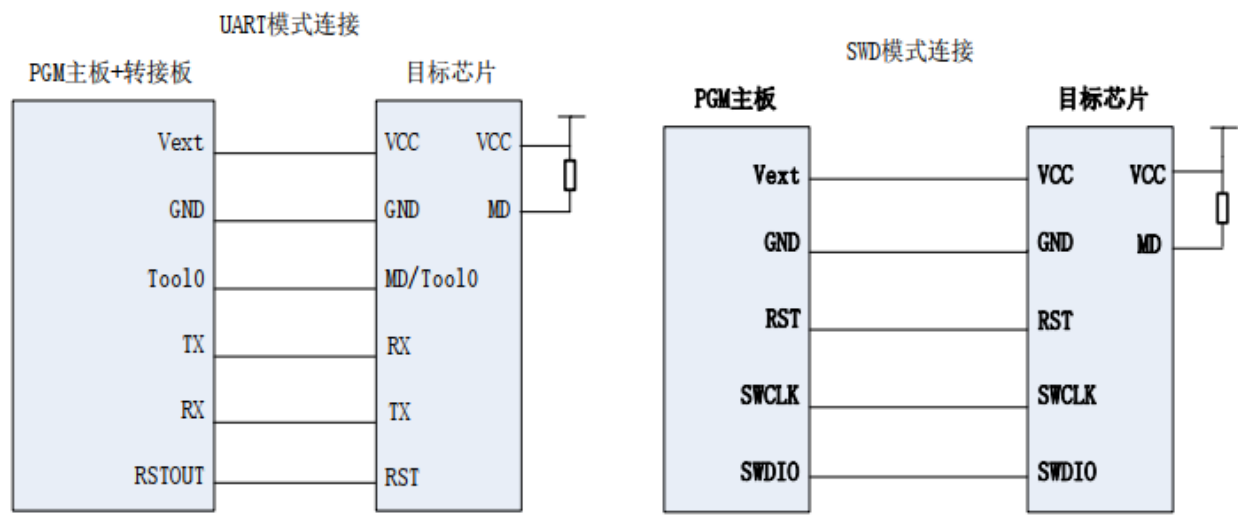 UART模式连接
PGM主板+转接板
目标芯片
Vext
VCC
VCC
GND
GND
MD
Tool0
MD/Tool0
TX
RX
RX
TX
RSTOUT
RST
SWD模式连接
PGM主板
目标芯片
Vext
VCC
VCC
GND
GND
MD
RST
RST
SWCLK
SWCLK
SWDIO
SWDIO